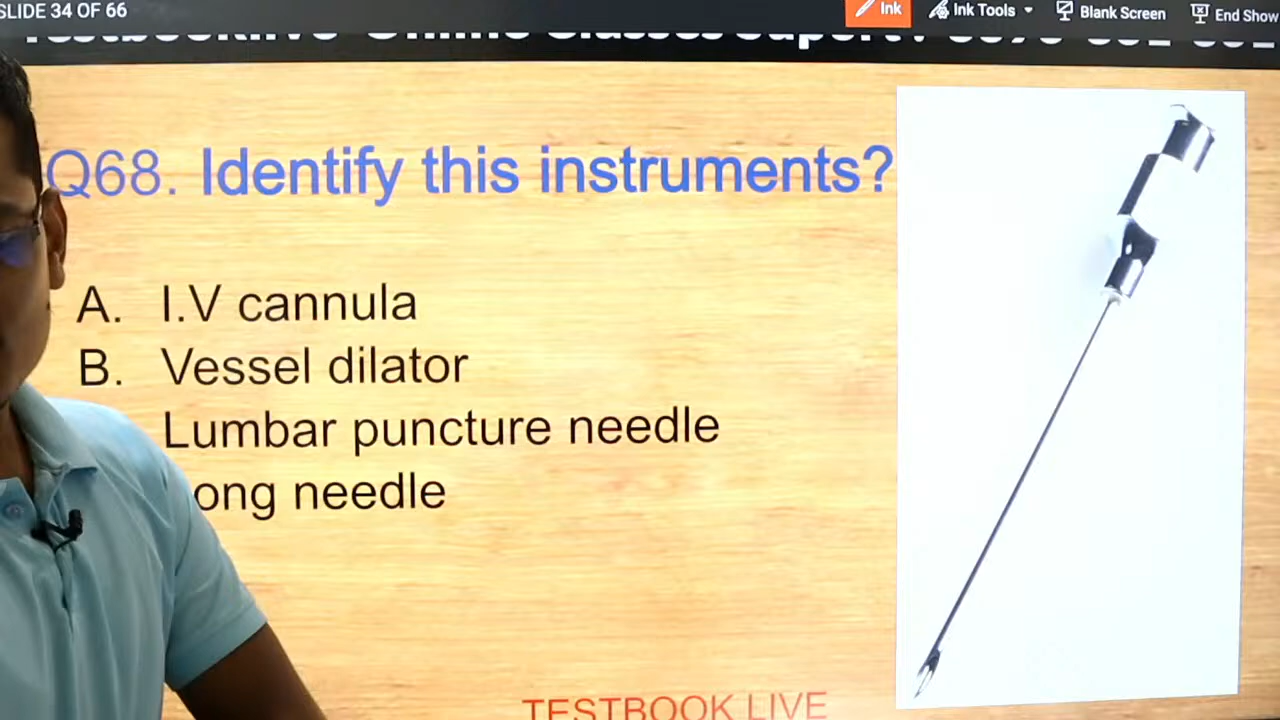 SLIDE 34 OF 66
Ink
Ink Tools
Blank Screen
End Show
Q68. Identify this instruments?
A. I.V cannula
B. Vessel dilator
Lumbar puncture needle
ong needle
TESTBOOK LIVE